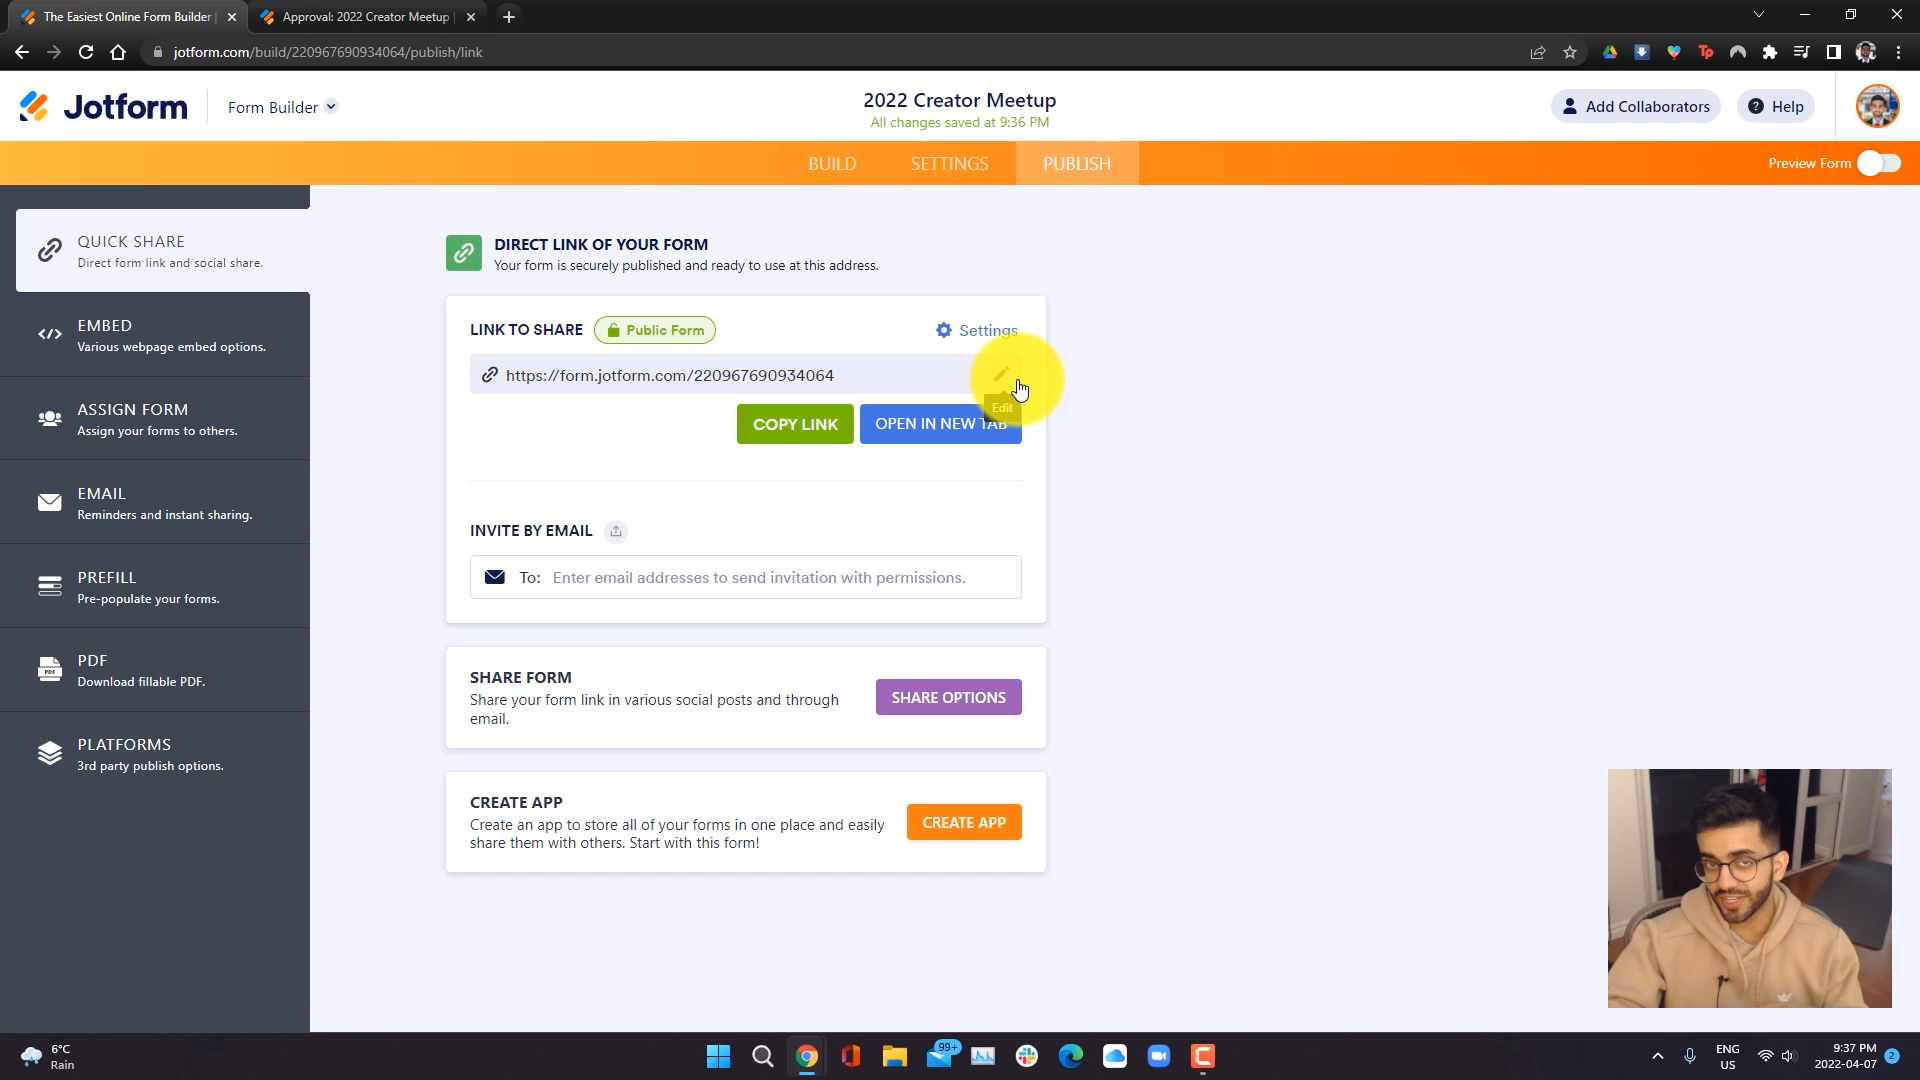 The Easiest Online Form Builder
Approval: 2022 Creator Meetup
jotform.com/build/220967690934064/publish/link
Tp
Jotform
Form Builder
2022 Creator Meetup
All changes saved at 9:36 PM
Add Collaborators
? Help
BUILD
SETTINGS
PUBLISH
Preview Form
QUICK SHARE
Direct form link and social share.
EMBED
Various webpage embed options.
ASSIGN FORM
Assign your forms to others.
EMAIL
Reminders and instant sharing.
PREFILL
Pre-populate your forms.
PDF
PDF
Download fillable PDF.
PLATFORMS
3rd party publish options.
DIRECT LINK OF YOUR FORM
Your form is securely published and ready to use at this address.
LINK TO SHARE
Public Form
Settings
https://form.jotform.com/220967690934064
Edit
COPY LINK
OPEN IN NEW TAB
INVITE BY EMAIL
To: Enter email addresses to send invitation with permissions.
SHARE FORM
Share your form link in various social posts and through
email.
SHARE OPTIONS
CREATE APP
Create an app to store all of your forms in one place and easily
share them with others. Start with this form!
CREATE APP
6°C
Rain
99+
ENG
US
9:37 PM
2022-04-07
2